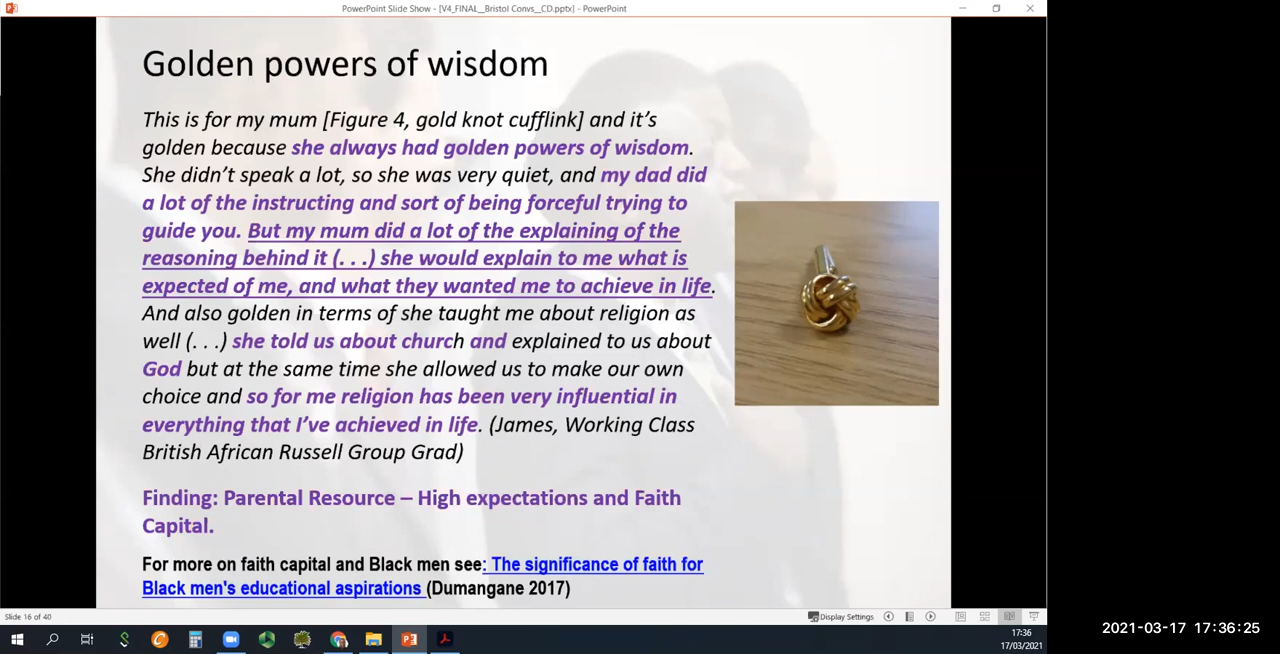 PowerPoint Slide Show - [V4_FINAL__Bristol Convs__CD.pptx] - PowerPoint
Golden powers of wisdom
This is for my mum [Figure 4, gold knot cufflink] and it's
golden because she always had golden powers of wisdom.
She didn't speak a lot, so she was very quiet, and my dad did
a lot of the instructing and sort of being forceful trying to
guide you. But my mum did a lot of the explaining of the
reasoning behind it (. . .) she would explain to me what is
expected of me, and what they wanted me to achieve in life.
And also golden in terms of she taught me about religion as
well (. . .) she told us about church and explained to us about
God but at the same time she allowed us to make our own
choice and so for me religion has been very influential in
everything that I've achieved in life. (James, Working Class
British African Russell Group Grad)
Finding: Parental Resource – High expectations and Faith
Capital.
For more on faith capital and Black men see: The significance of faith for
Black men's educational aspirations (Dumangane 2017)
Slide 16 of 40
Display Settings
17:36
17/03/2021
2021-03-17 17:36:25